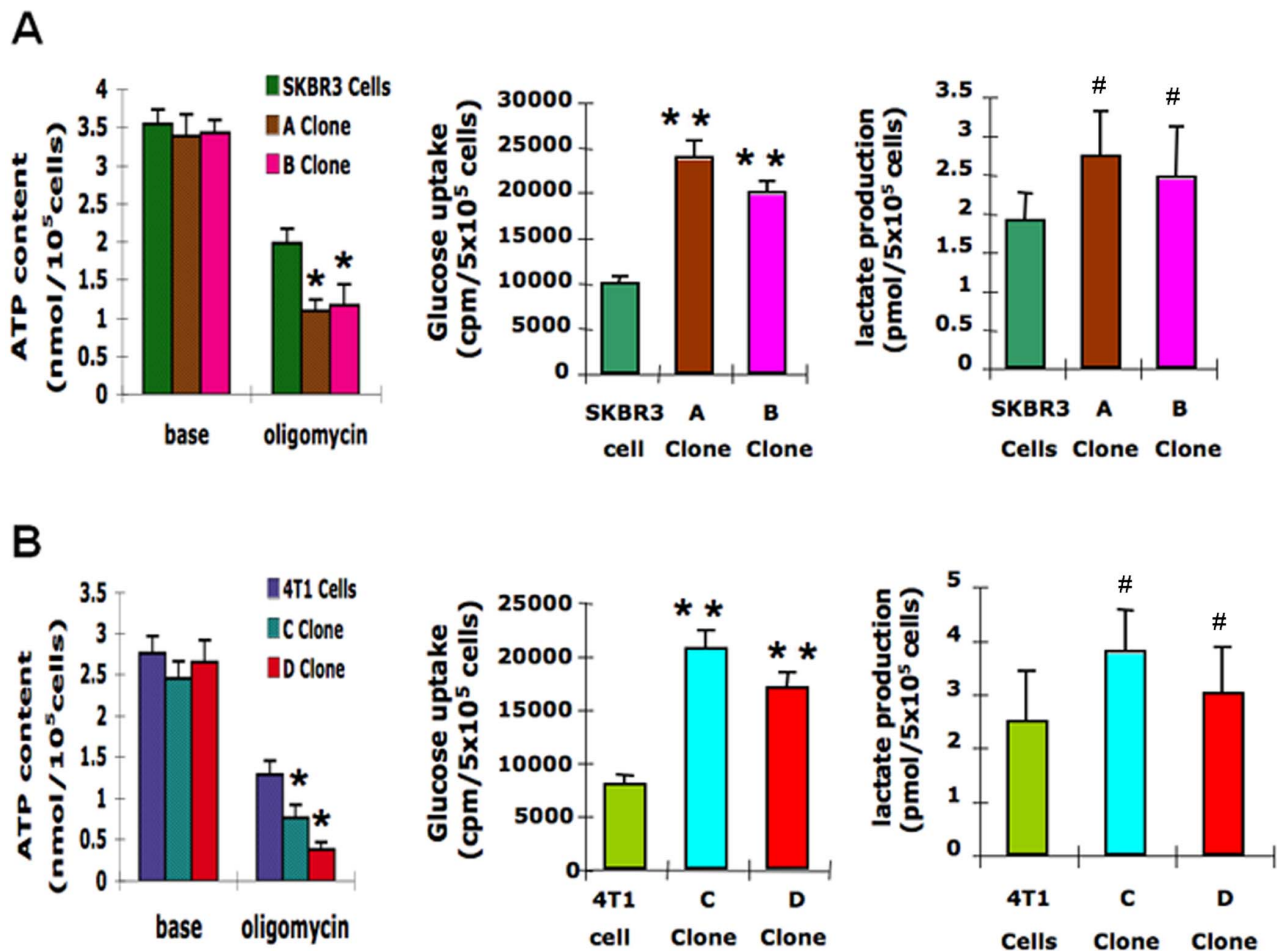 A
ATP content
(nmol/10⁵cells)
4
3.5
3
2.5
2
1.5
1
0.5
0
SKBR3 Cells
A Clone
B Clone
* *
base oligomycin
Glucose uptake
(cpm/5x10⁵ cells)
30000
25000
20000
15000
10000
5000
0
* *
* *
SKBR3 A B
cell Clone Clone
lactate production
(pmol/5x10⁵ cells)
3.5
3
2.5
2
1.5
1
0.5
0
# #
SKBR3 A B
Cells Clone Clone
B
ATP content
(nmol/10⁵cells)
3.5
3
2.5
2
1.5
1
0.5
0
4T1 Cells
C Clone
D Clone
*
*
base oligomycin
Glucose uptake
(cpm/5x10⁵ cells)
25000
20000
15000
10000
5000
0
* *
* *
4T1 C D
cell Clone Clone
lactate production
(pmol/5x10⁵ cells)
5
4
3
2
1
0
#
#
4T1 C D
Cells Clone Clone